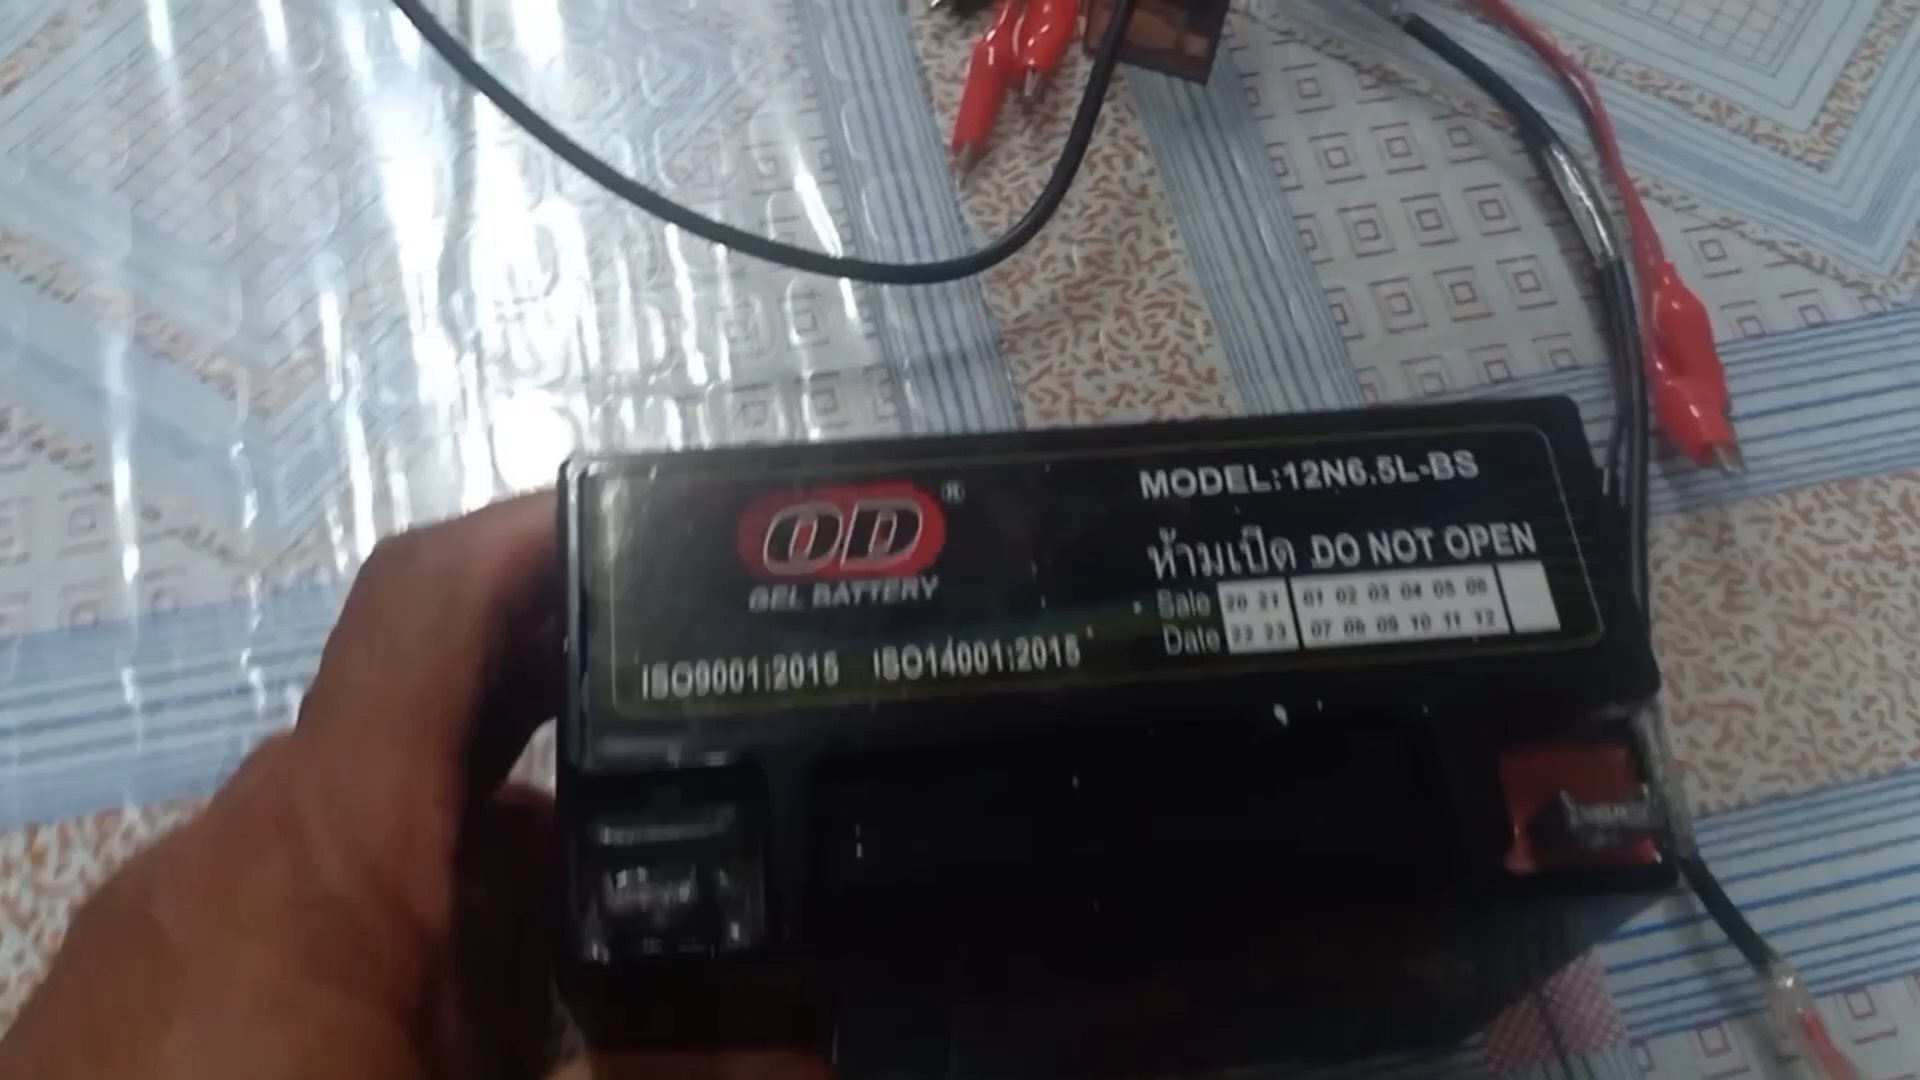 OD ®
GEL BATTERY
ISO9001:2015 ISO14001:2015
MODEL:12N6.5L-BS
ห้ามเปิด DO NOT OPEN
Sale 20 21 01 02 03 04 05 06
Date 22 23 07 08 09 10 11 12